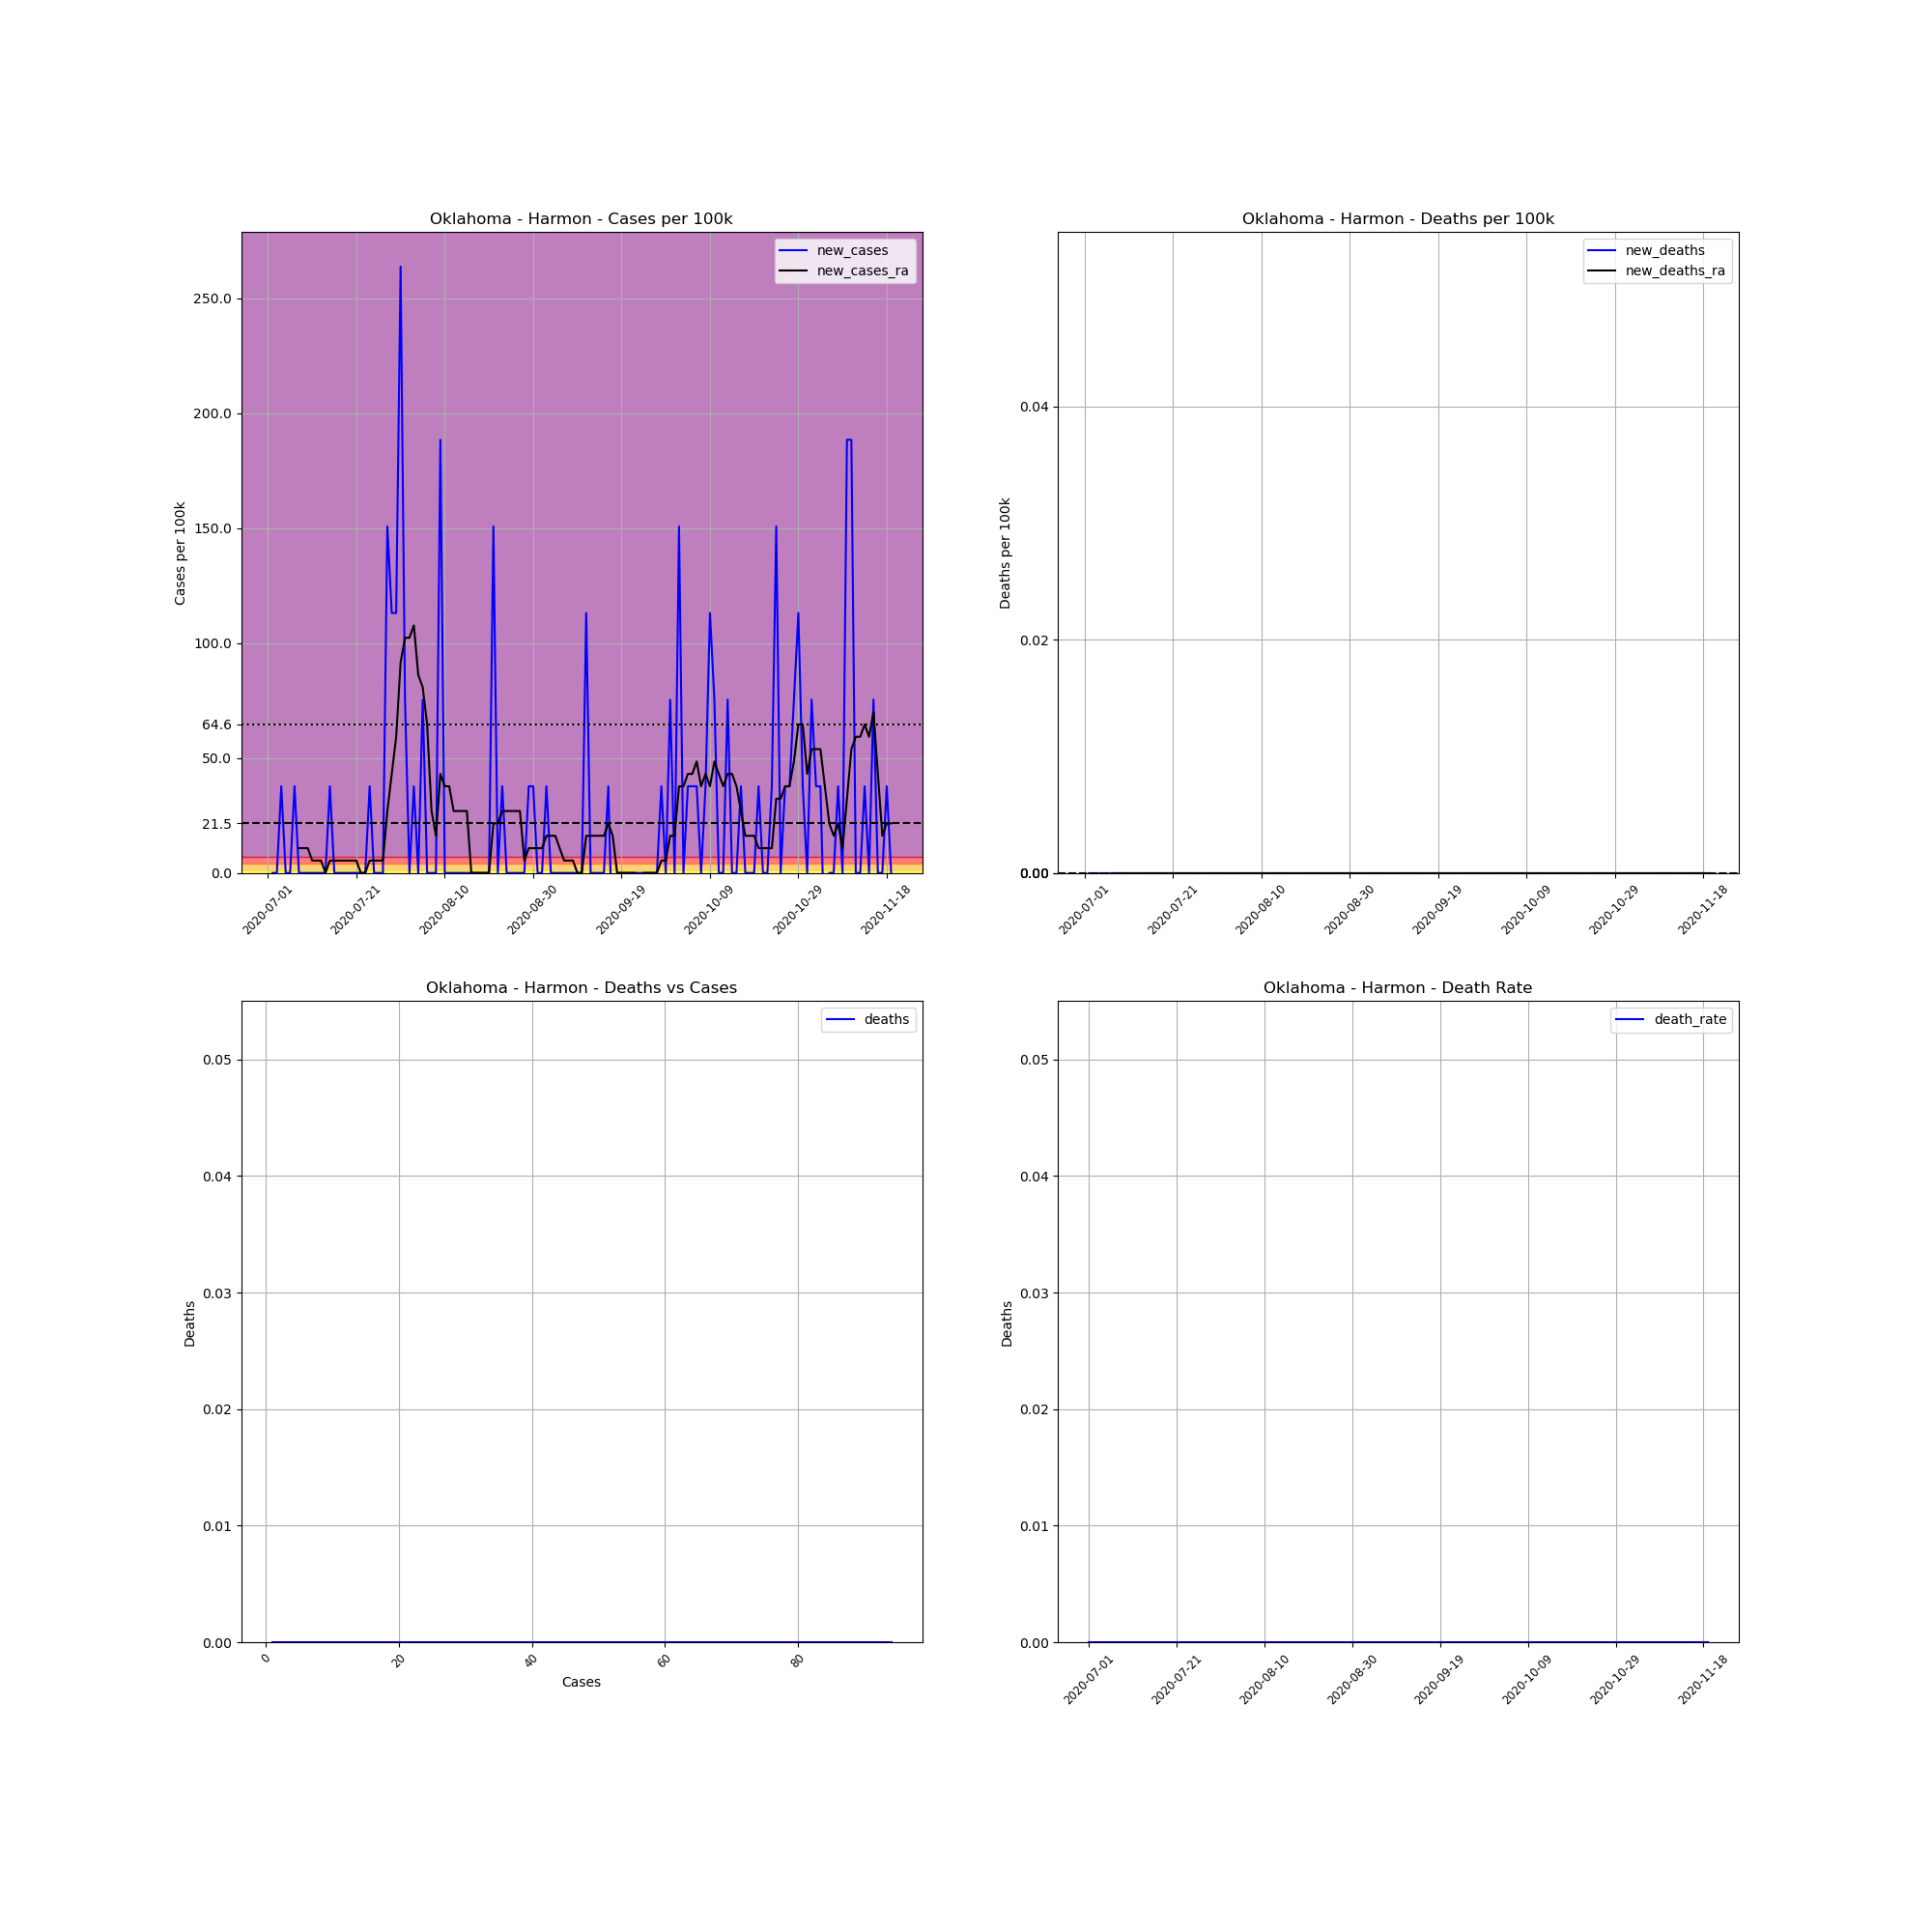 Oklahoma - Harmon - Cases per 100k
new_cases
new_cases_ra
Cases per 100k
250.0
200.0
150.0
100.0
64.6
50.0
21.5
0.0
2020-07-01 2020-07-21 2020-08-10 2020-08-30 2020-09-19 2020-10-09 2020-10-29 2020-11-18
Oklahoma - Harmon - Deaths per 100k
new_deaths
new_deaths_ra
Deaths per 100k
0.04
0.02
0.00
2020-07-01 2020-07-21 2020-08-10 2020-08-30 2020-09-19 2020-10-09 2020-10-29 2020-11-18
Oklahoma - Harmon - Deaths vs Cases
deaths
Deaths
0.05
0.04
0.03
0.02
0.01
0.00
0 20 40 60 80
Cases
Oklahoma - Harmon - Death Rate
death_rate
Deaths
0.05
0.04
0.03
0.02
0.01
0.00
2020-07-01 2020-07-21 2020-08-10 2020-08-30 2020-09-19 2020-10-09 2020-10-29 2020-11-18